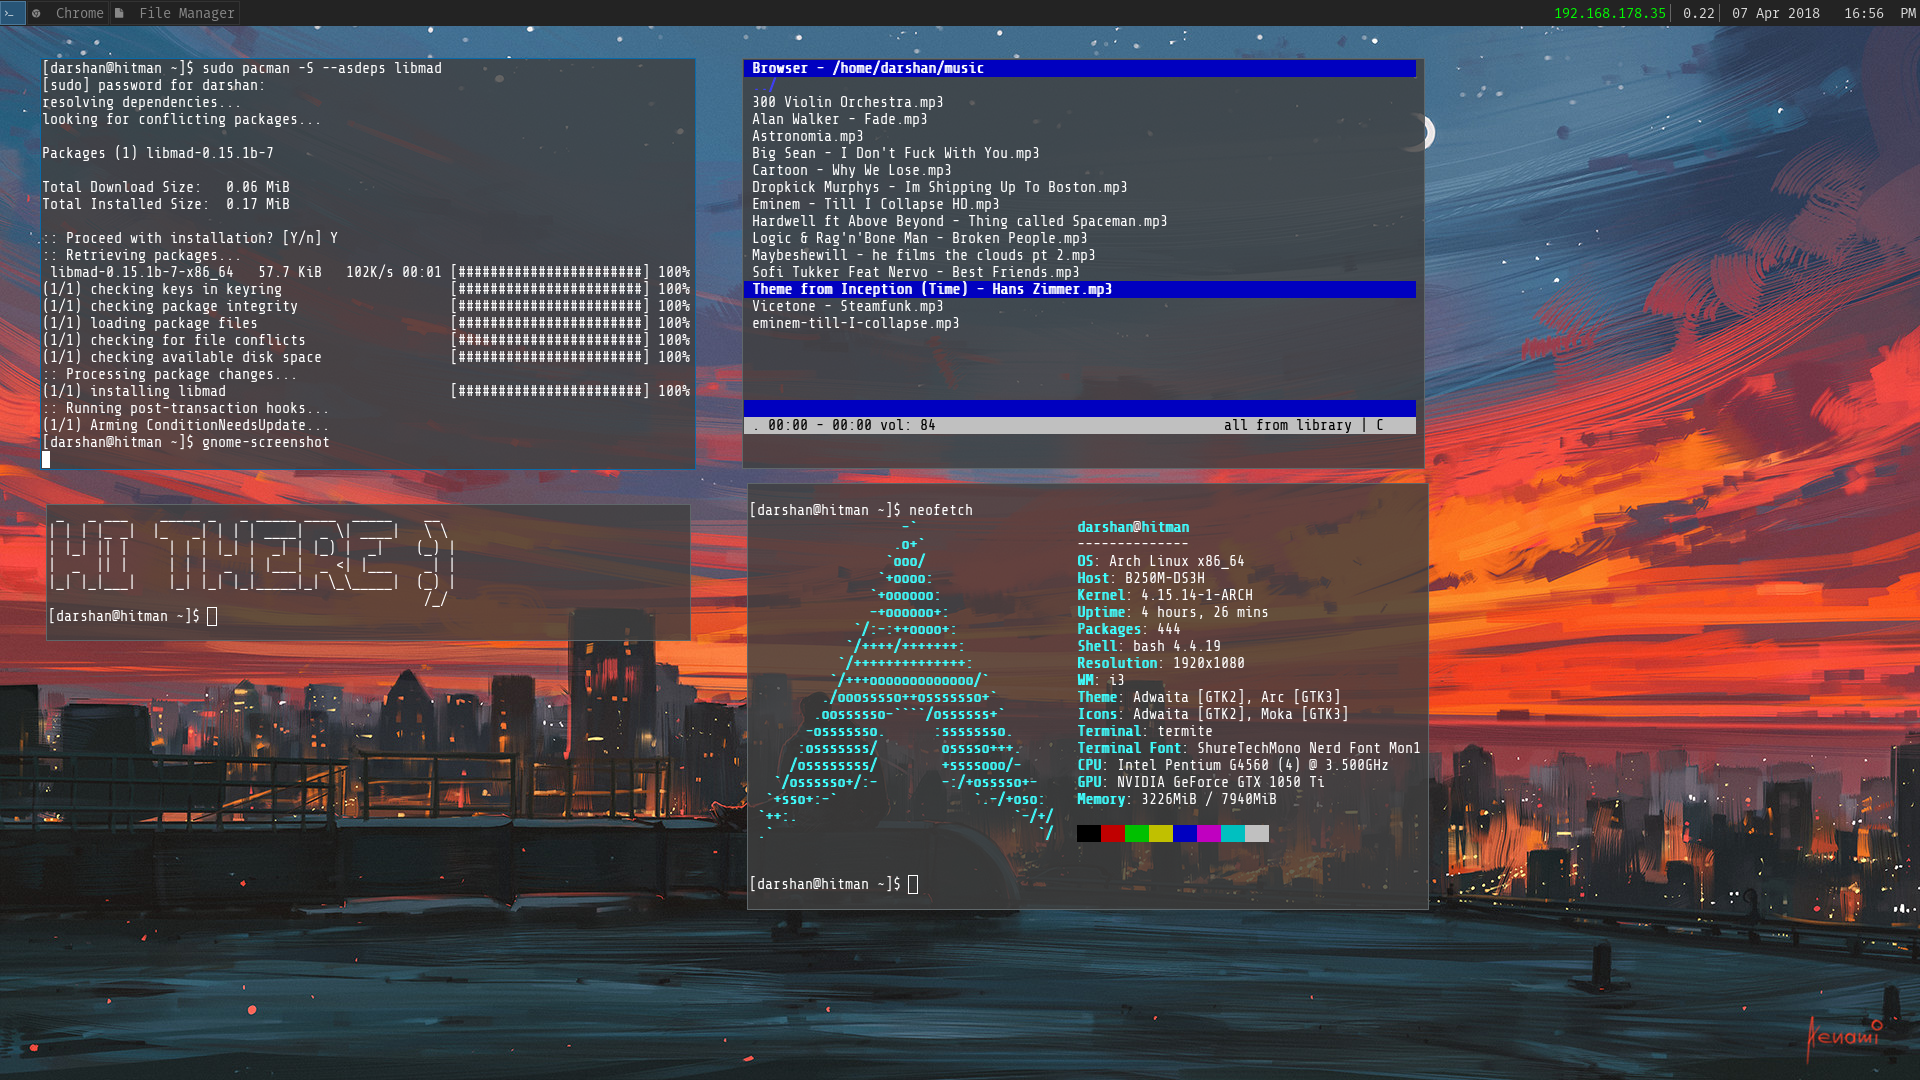 Chrome
File Manager
192.168.178.35
0.22
07 Apr 2018
16:56
PM
[darshan@hitman ~]$ sudo pacman -S --asdeps libmad
[sudo] password for darshan:
resolving dependencies...
looking for conflicting packages...
Packages (1) libmad-0.15.1b-7
Total Download Size:   0.06 MiB
Total Installed Size:  0.17 MiB
:: Proceed with installation? [Y/n] Y
:: Retrieving packages...
libmad-0.15.1b-7-x86_64   57.7 KiB   102K/s 00:01 [#######################] 100%
(1/1) checking keys in keyring [#######################] 100%
(1/1) checking package integrity [#######################] 100%
(1/1) loading package files [#######################] 100%
(1/1) checking for file conflicts [#######################] 100%
(1/1) checking available disk space [#######################] 100%
:: Processing package changes...
(1/1) installing libmad [#######################] 100%
:: Running post-transaction hooks...
(1/1) Arming ConditionNeedsUpdate...
[darshan@hitman ~]$ gnome-screenshot
Browser - /home/darshan/music
../
300 Violin Orchestra.mp3
Alan Walker - Fade.mp3
Astronomia.mp3
Big Sean - I Don't Fuck With You.mp3
Cartoon - Why We Lose.mp3
Dropkick Murphys - Im Shipping Up To Boston.mp3
Eminem - Till I Collapse HD.mp3
Hardwell ft Above Beyond - Thing called Spaceman.mp3
Logic & Rag'n'Bone Man - Broken People.mp3
Maybeshewill - he films the clouds pt 2.mp3
Sofi Tukker Feat Nervo - Best Friends.mp3
Theme from Inception (Time) - Hans Zimmer.mp3
Vicetone - Steamfunk.mp3
eminem-till-I-collapse.mp3
. 00:00 - 00:00 vol: 84 all from library | C
HI THERE :)
[darshan@hitman ~]$
[darshan@hitman ~]$ neofetch
darshan@hitman
--------------
OS: Arch Linux x86_64
Host: B250M-DS3H
Kernel: 4.15.14-1-ARCH
Uptime: 4 hours, 26 mins
Packages: 444
Shell: bash 4.4.19
Resolution: 1920x1080
WM: i3
Theme: Adwaita [GTK2], Arc [GTK3]
Icons: Adwaita [GTK2], Moka [GTK3]
Terminal: termite
Terminal Font: ShureTechMono Nerd Font Mon1
CPU: Intel Pentium G4560 (4) @ 3.500GHz
GPU: NVIDIA GeForce GTX 1050 Ti
Memory: 3226MiB / 7940MiB
[darshan@hitman ~]$
Aenami